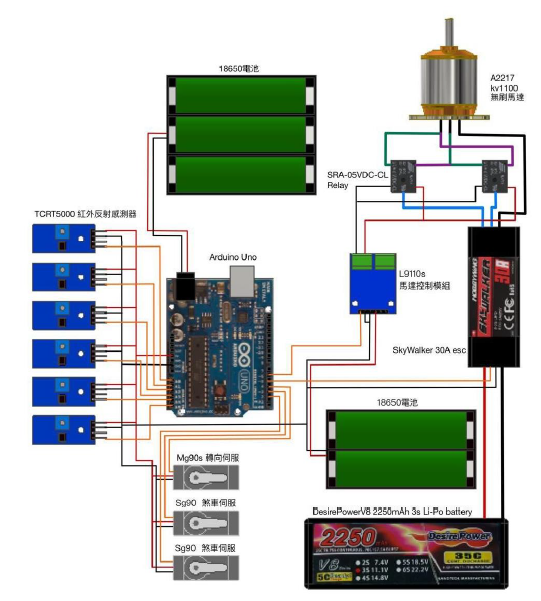 18650電池
A2217
kv1100
無刷馬達
SRA-05VDC-CL
Relay
TCRT5000 紅外反射感測器
Arduino Uno
L9110s
馬達控制模組
HOBBYWING
SKYWALKER
30A
SkyWalker 30A esc
UNO
ARDUINO
18650電池
Mg90s 轉向伺服
Sg90 煞車伺服
Sg90 煞車伺服
DesirePowerV8 2250mAh 3s Li-Po battery
2250
Desire Power
35C
V8
2S 7.4V
5S 18.5V
3S 11.1V
6S 22.2V
4S 14.8V
5C